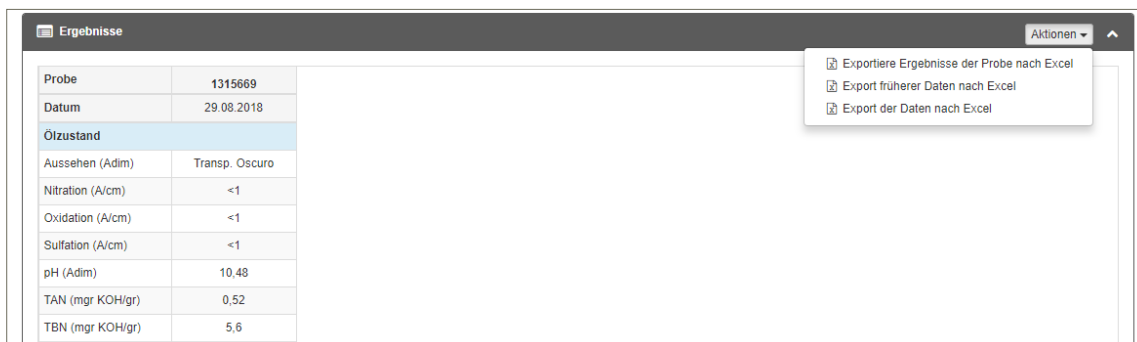 Ergebnisse
Aktionen
Exportiere Ergebnisse der Probe nach Excel
Export früherer Daten nach Excel
Export der Daten nach Excel
Probe 1315669
Datum 29.08.2018
Ölzustand
Aussehen (Adim) Transp. Oscuro
Nitration (A/cm) <1
Oxidation (A/cm) <1
Sulfation (A/cm) <1
pH (Adim) 10,48
TAN (mgr KOH/gr) 0,52
TBN (mgr KOH/gr) 5,6